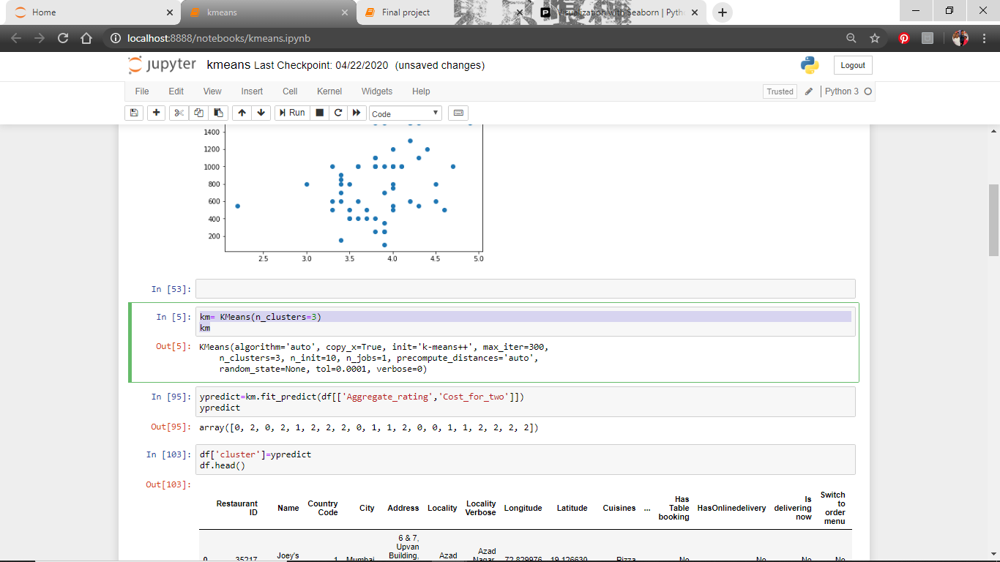 Home
kmeans
Final project
Visualization with Seaborn | Pyth
localhost:8888/notebooks/kmeans.ipynb
jupyter kmeans Last Checkpoint: 04/22/2020 (unsaved changes)
Logout
File Edit View Insert Cell Kernel Widgets Help
Trusted Python 3
Run Code
1400
1200
1000
800
600
400
200
2.5 3.0 3.5 4.0 4.5 5.0
In [53]:
In [5]: km= KMeans(n_clusters=3)
km
Out[5]: KMeans(algorithm='auto', copy_x=True, init='k-means++', max_iter=300,
n_clusters=3, n_init=10, n_jobs=1, precompute_distances='auto',
random_state=None, tol=0.0001, verbose=0)
In [95]: ypredict=km.fit_predict(df[['Aggregate_rating','Cost_for_two']])
ypredict
Out[95]: array([0, 2, 0, 2, 1, 2, 2, 2, 0, 1, 1, 2, 0, 0, 1, 1, 2, 2, 2, 2])
In [103]: df['cluster']=ypredict
df.head()
Out[103]:
Restaurant ID Name Country Code City Address Locality Locality Verbose Longitude Latitude Cuisines ... Has Table booking HasOnlinedelivery Is delivering now Switch to order menu
6 & 7,
Upvan
Building,
Joey's Azad Azad
0 35217 1 Mumbai Nagar, 72.829976 19.126630 Pizza No No No No